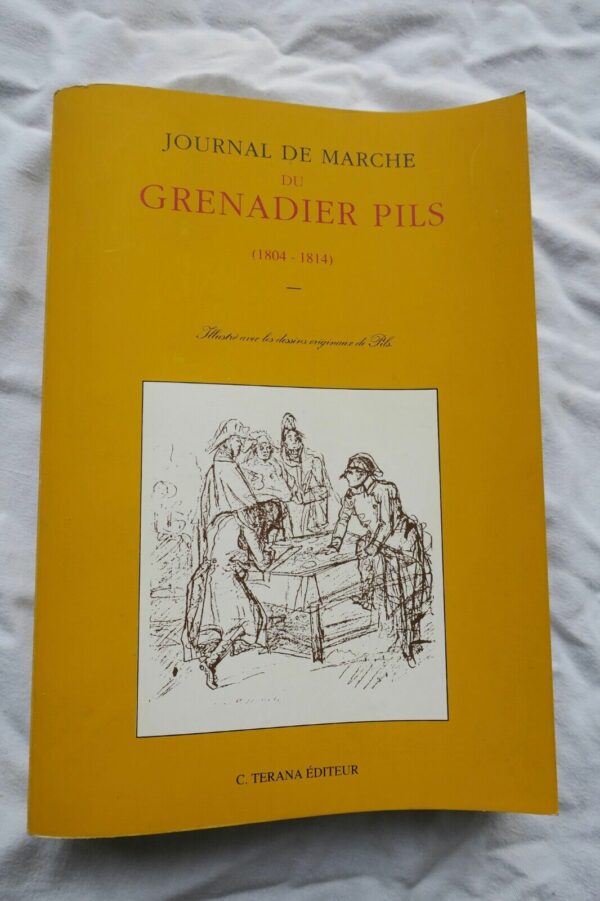 JOURNAL DE MARCHE
DU
GRENADIER PILS
(1804 - 1814)
Illustré avec les dessins originaux de Pils.
C. TERANA ÉDITEUR